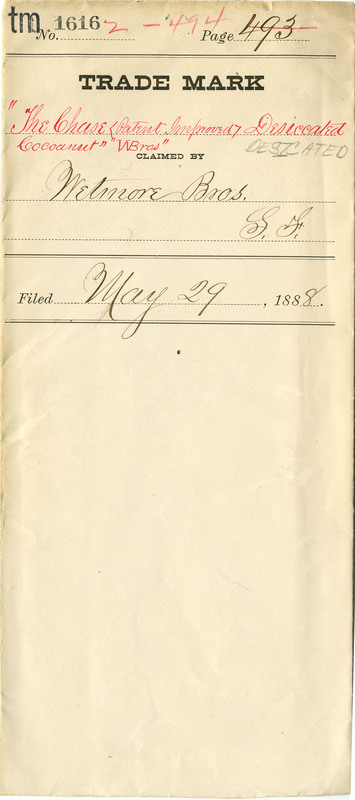 tm No. 1616 2 - 494 Page 493
TRADE MARK
"The Chase (Patent Improved) Desiccated
Cocoanut" "WBros" DESICATED
CLAIMED BY
Wetmore Bros.
S. F.
Filed May 29, 1888.